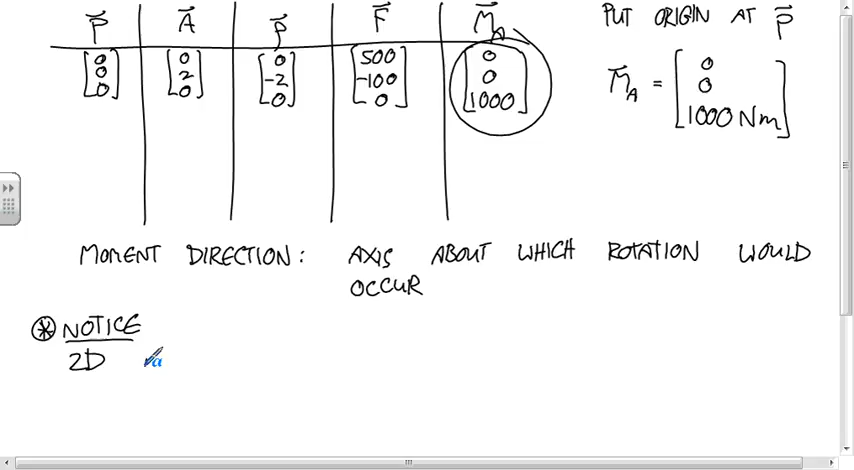 P A ρ F M_A PUT ORIGIN AT P
[0 0 0] [0 2 0] [0 -2 0] [500 -100 0] [0 0 1000] M_A = [0 0 1000 Nm]
MOMENT DIRECTION: AXIS ABOUT WHICH ROTATION WOULD
OCCUR
* NOTICE
2D